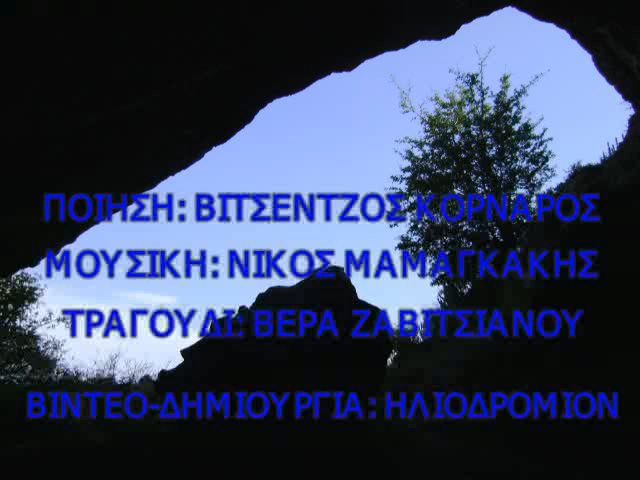 ΠΟΙΗΣΗ: ΒΙΤΣΕΝΤΖΟΣ ΚΟΡΝΑΡΟΣ
ΜΟΥΣΙΚΗ: ΝΙΚΟΣ ΜΑΜΑΓΚΑΚΗΣ
ΤΡΑΓΟΥΔΙ: ΒΕΡΑ ΖΑΒΙΤΣΙΑΝΟΥ
ΒΙΝΤΕΟ-ΔΗΜΙΟΥΡΓΙΑ: ΗΛΙΟΔΡΟΜΙΟΝ